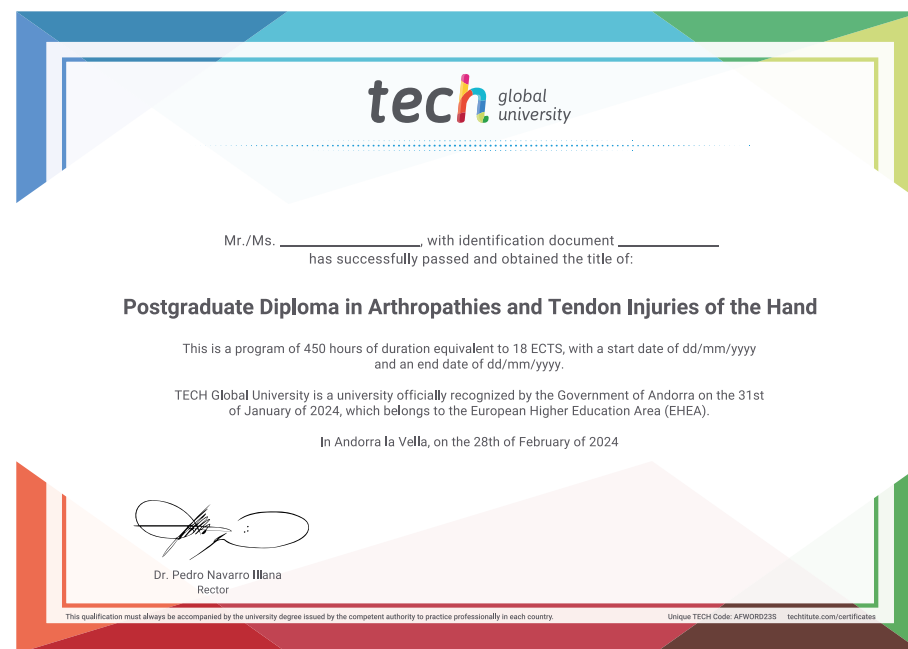 tech global
university
Mr./Ms. ____________________, with identification document ______________
has successfully passed and obtained the title of:
Postgraduate Diploma in Arthropathies and Tendon Injuries of the Hand
This is a program of 450 hours of duration equivalent to 18 ECTS, with a start date of dd/mm/yyyy
and an end date of dd/mm/yyyy.
TECH Global University is a university officially recognized by the Government of Andorra on the 31st
of January of 2024, which belongs to the European Higher Education Area (EHEA).
In Andorra la Vella, on the 28th of February of 2024
Dr. Pedro Navarro Illana
Rector
This qualification must always be accompanied by the university degree issued by the competent authority to practice professionally in each country.
Unique TECH Code: AFWORD23S techtitute.com/certificates